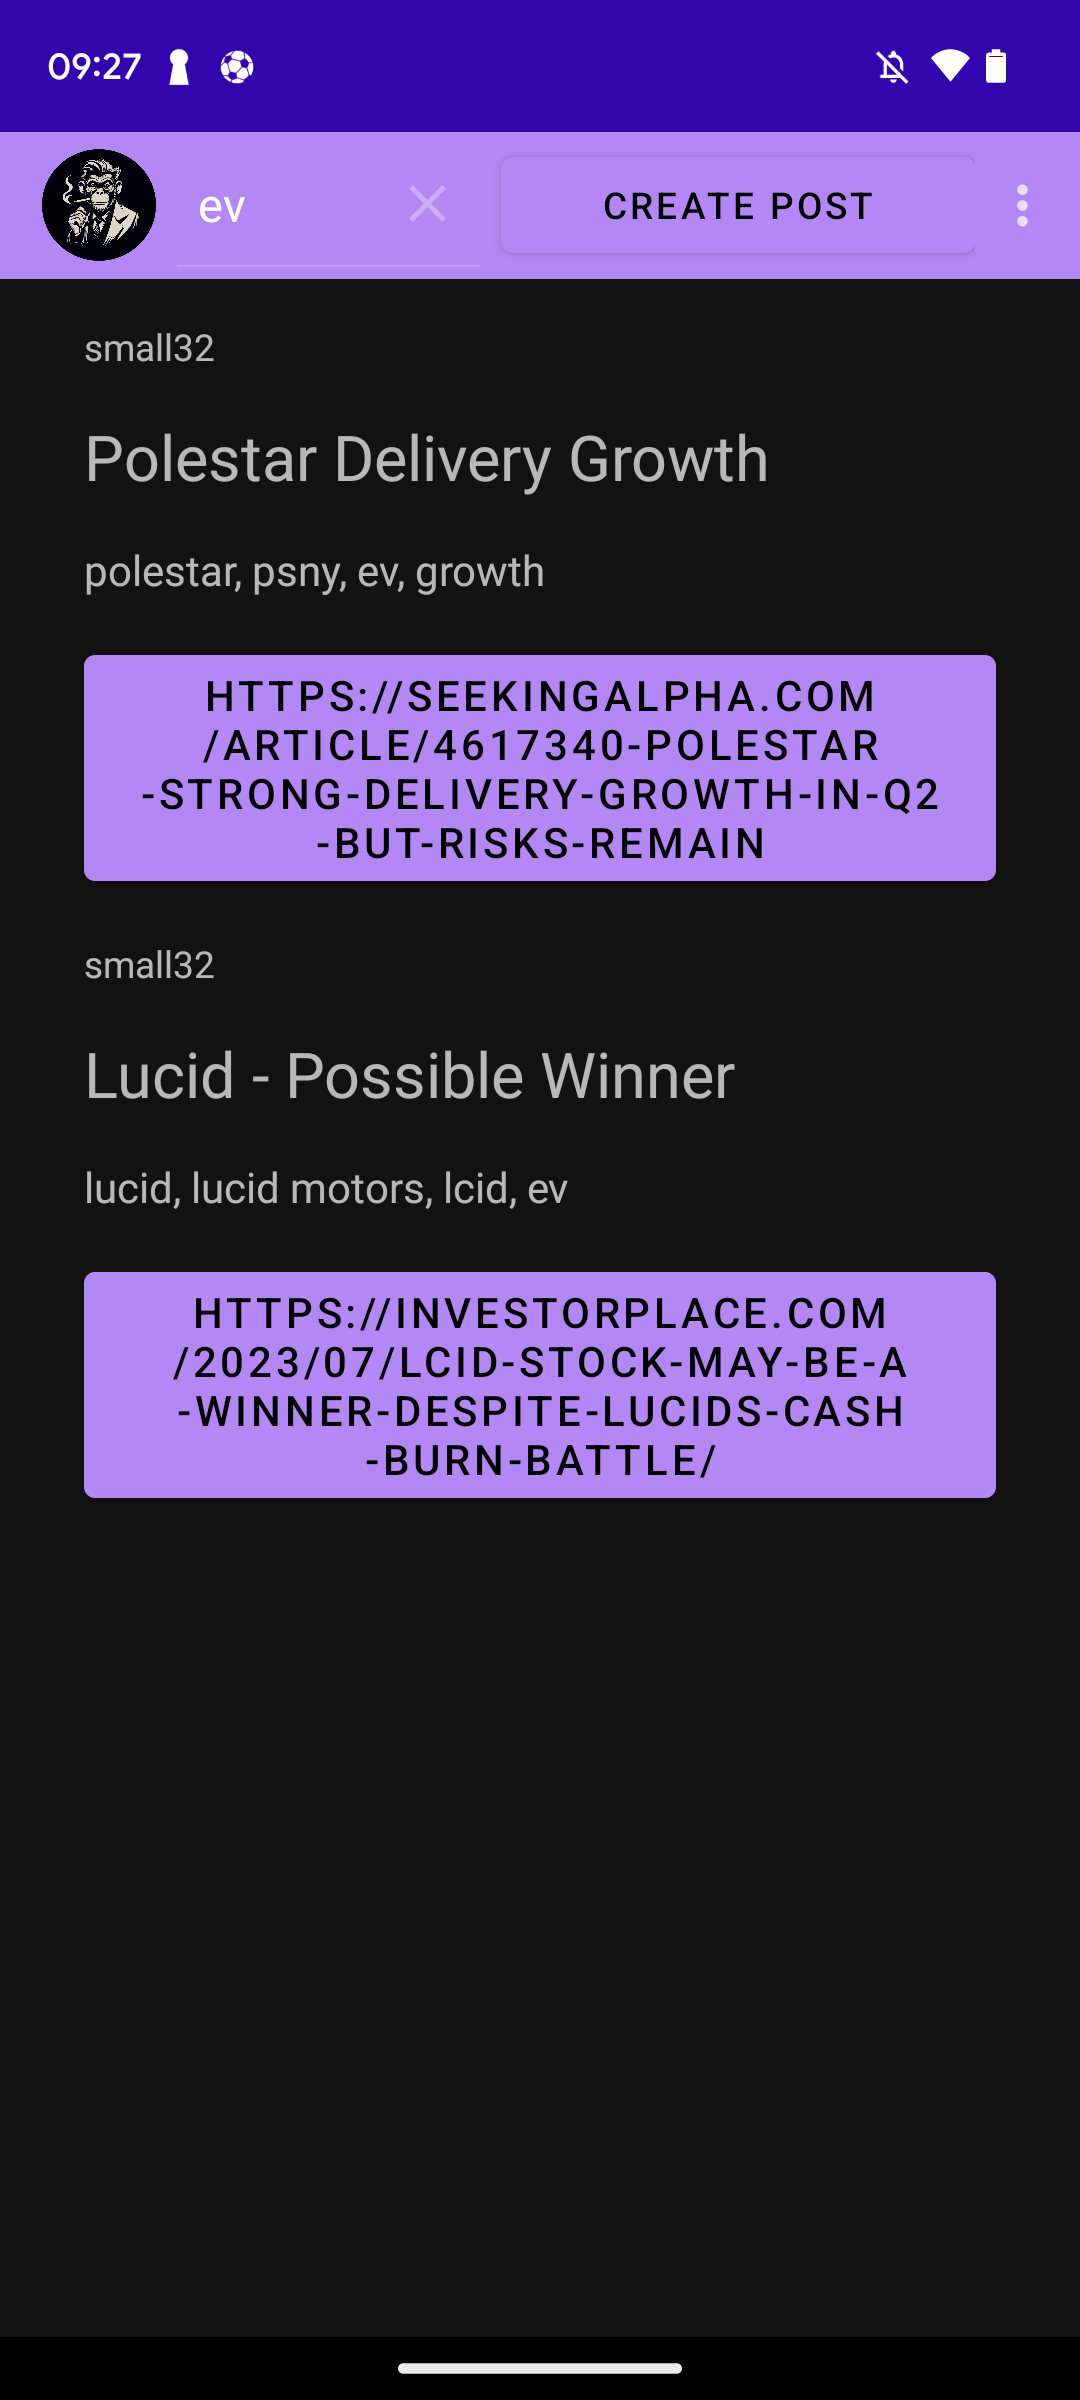 09:27
ev
CREATE POST
small32
Polestar Delivery Growth
polestar, psny, ev, growth
HTTPS://SEEKINGALPHA.COM
/ARTICLE/4617340-POLESTAR
-STRONG-DELIVERY-GROWTH-IN-Q2
-BUT-RISKS-REMAIN
small32
Lucid - Possible Winner
lucid, lucid motors, lcid, ev
HTTPS://INVESTORPLACE.COM
/2023/07/LCID-STOCK-MAY-BE-A
-WINNER-DESPITE-LUCIDS-CASH
-BURN-BATTLE/